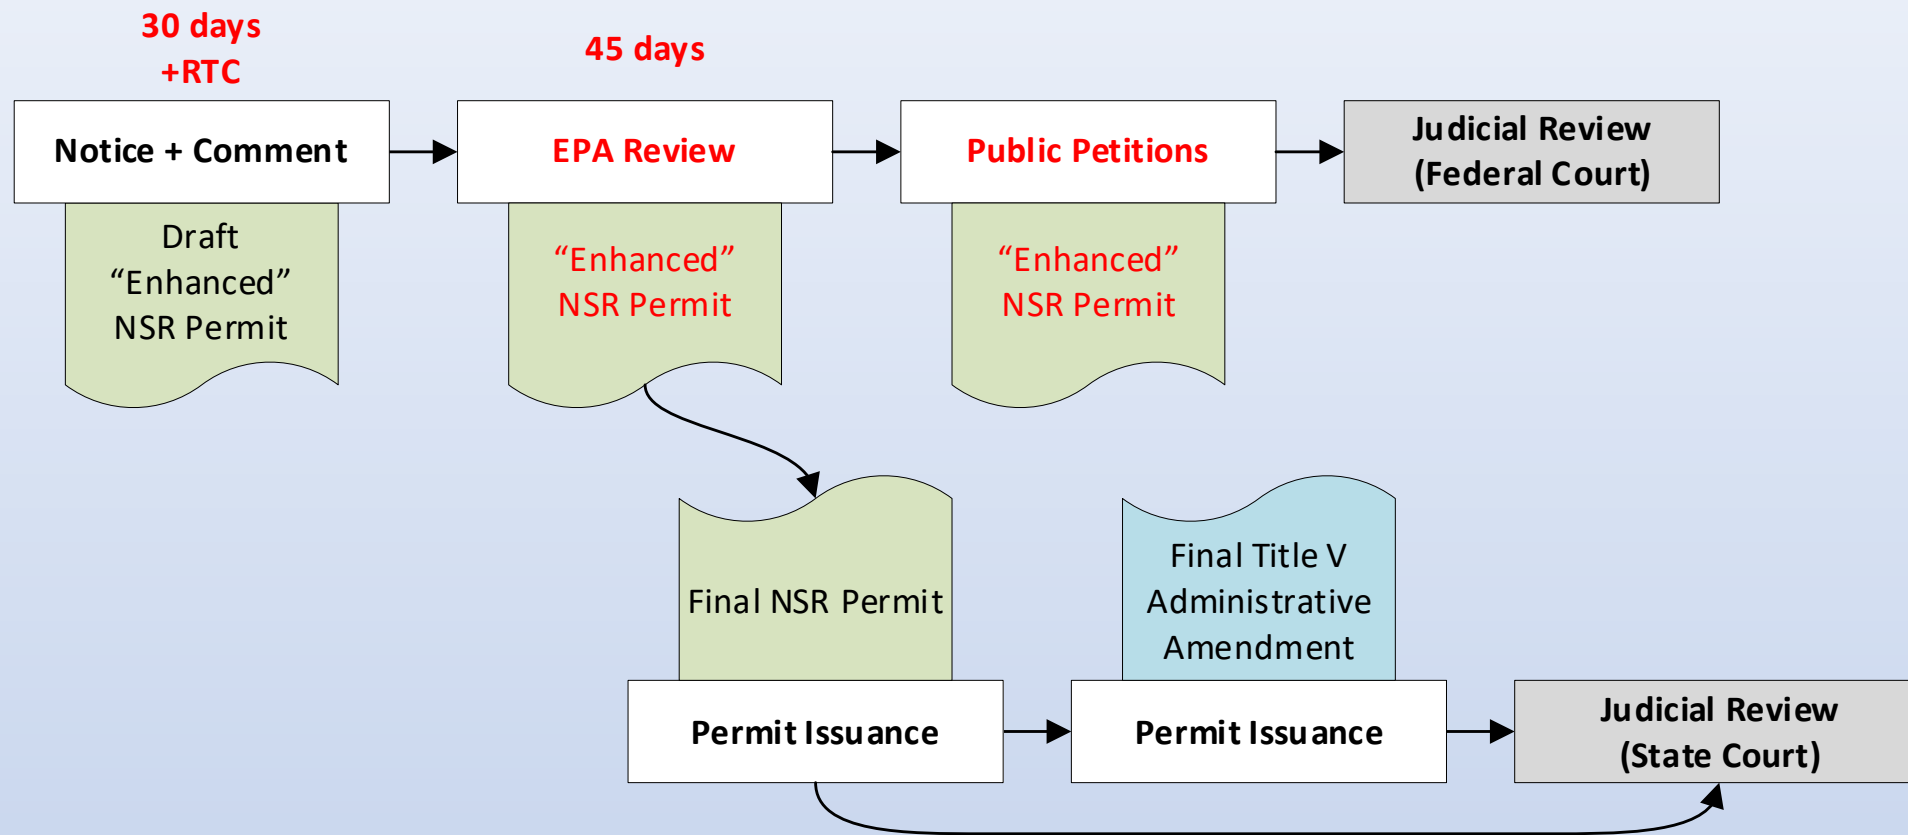 30 days
+RTC
45 days
Notice + Comment
EPA Review
Public Petitions
Judicial Review
(Federal Court)
Draft
“Enhanced”
NSR Permit
“Enhanced”
NSR Permit
“Enhanced”
NSR Permit
Final NSR Permit
Final Title V
Administrative
Amendment
Permit Issuance
Permit Issuance
Judicial Review
(State Court)